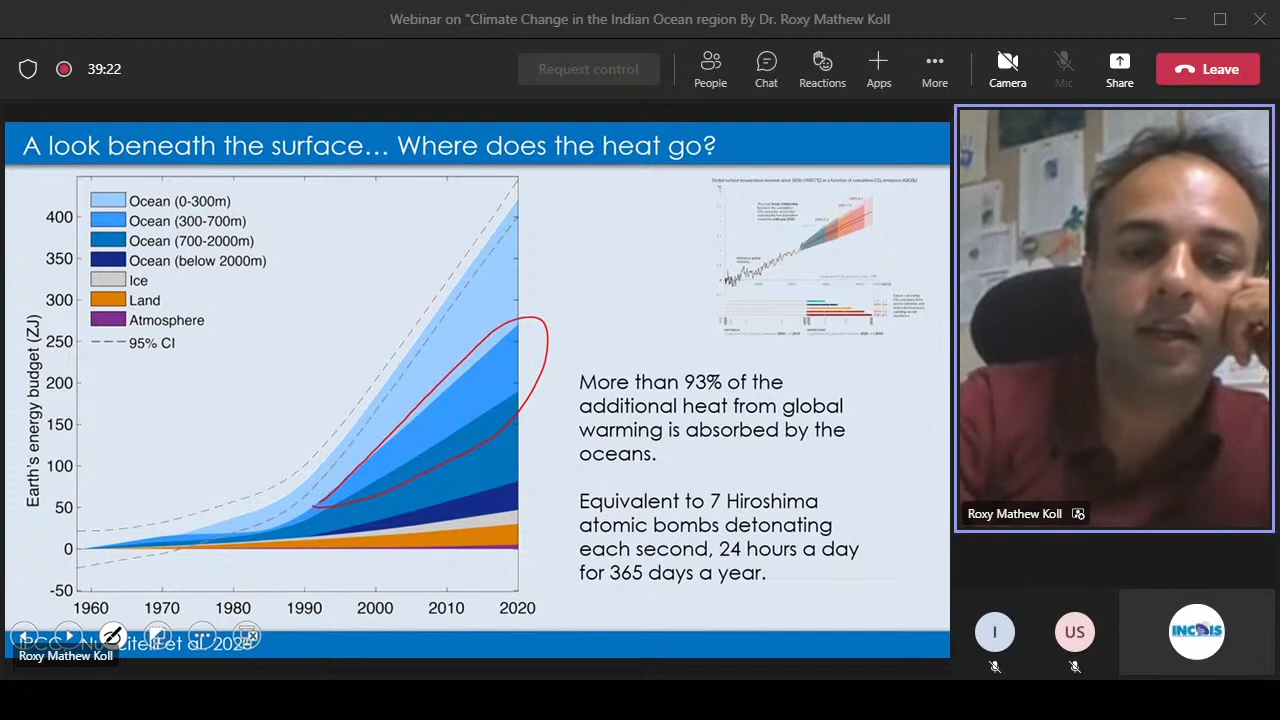 Webinar on "Climate Change in the Indian Ocean region By Dr. Roxy Mathew Koll
39:22
Request control
People
Chat
Reactions
Apps
More
Camera
Mic
Share
Leave
A look beneath the surface... Where does the heat go?
Earth's energy budget (ZJ)
400
350
300
250
200
150
100
50
0
-50
Ocean (0-300m)
Ocean (300-700m)
Ocean (700-2000m)
Ocean (below 2000m)
Ice
Land
Atmosphere
95% CI
1960 1970 1980 1990 2000 2010 2020
More than 93% of the
additional heat from global
warming is absorbed by the
oceans.
Equivalent to 7 Hiroshima
atomic bombs detonating
each second, 24 hours a day
for 365 days a year.
IPCC
et al
Roxy Mathew Koll
Roxy Mathew Koll
I
US
INCOIS